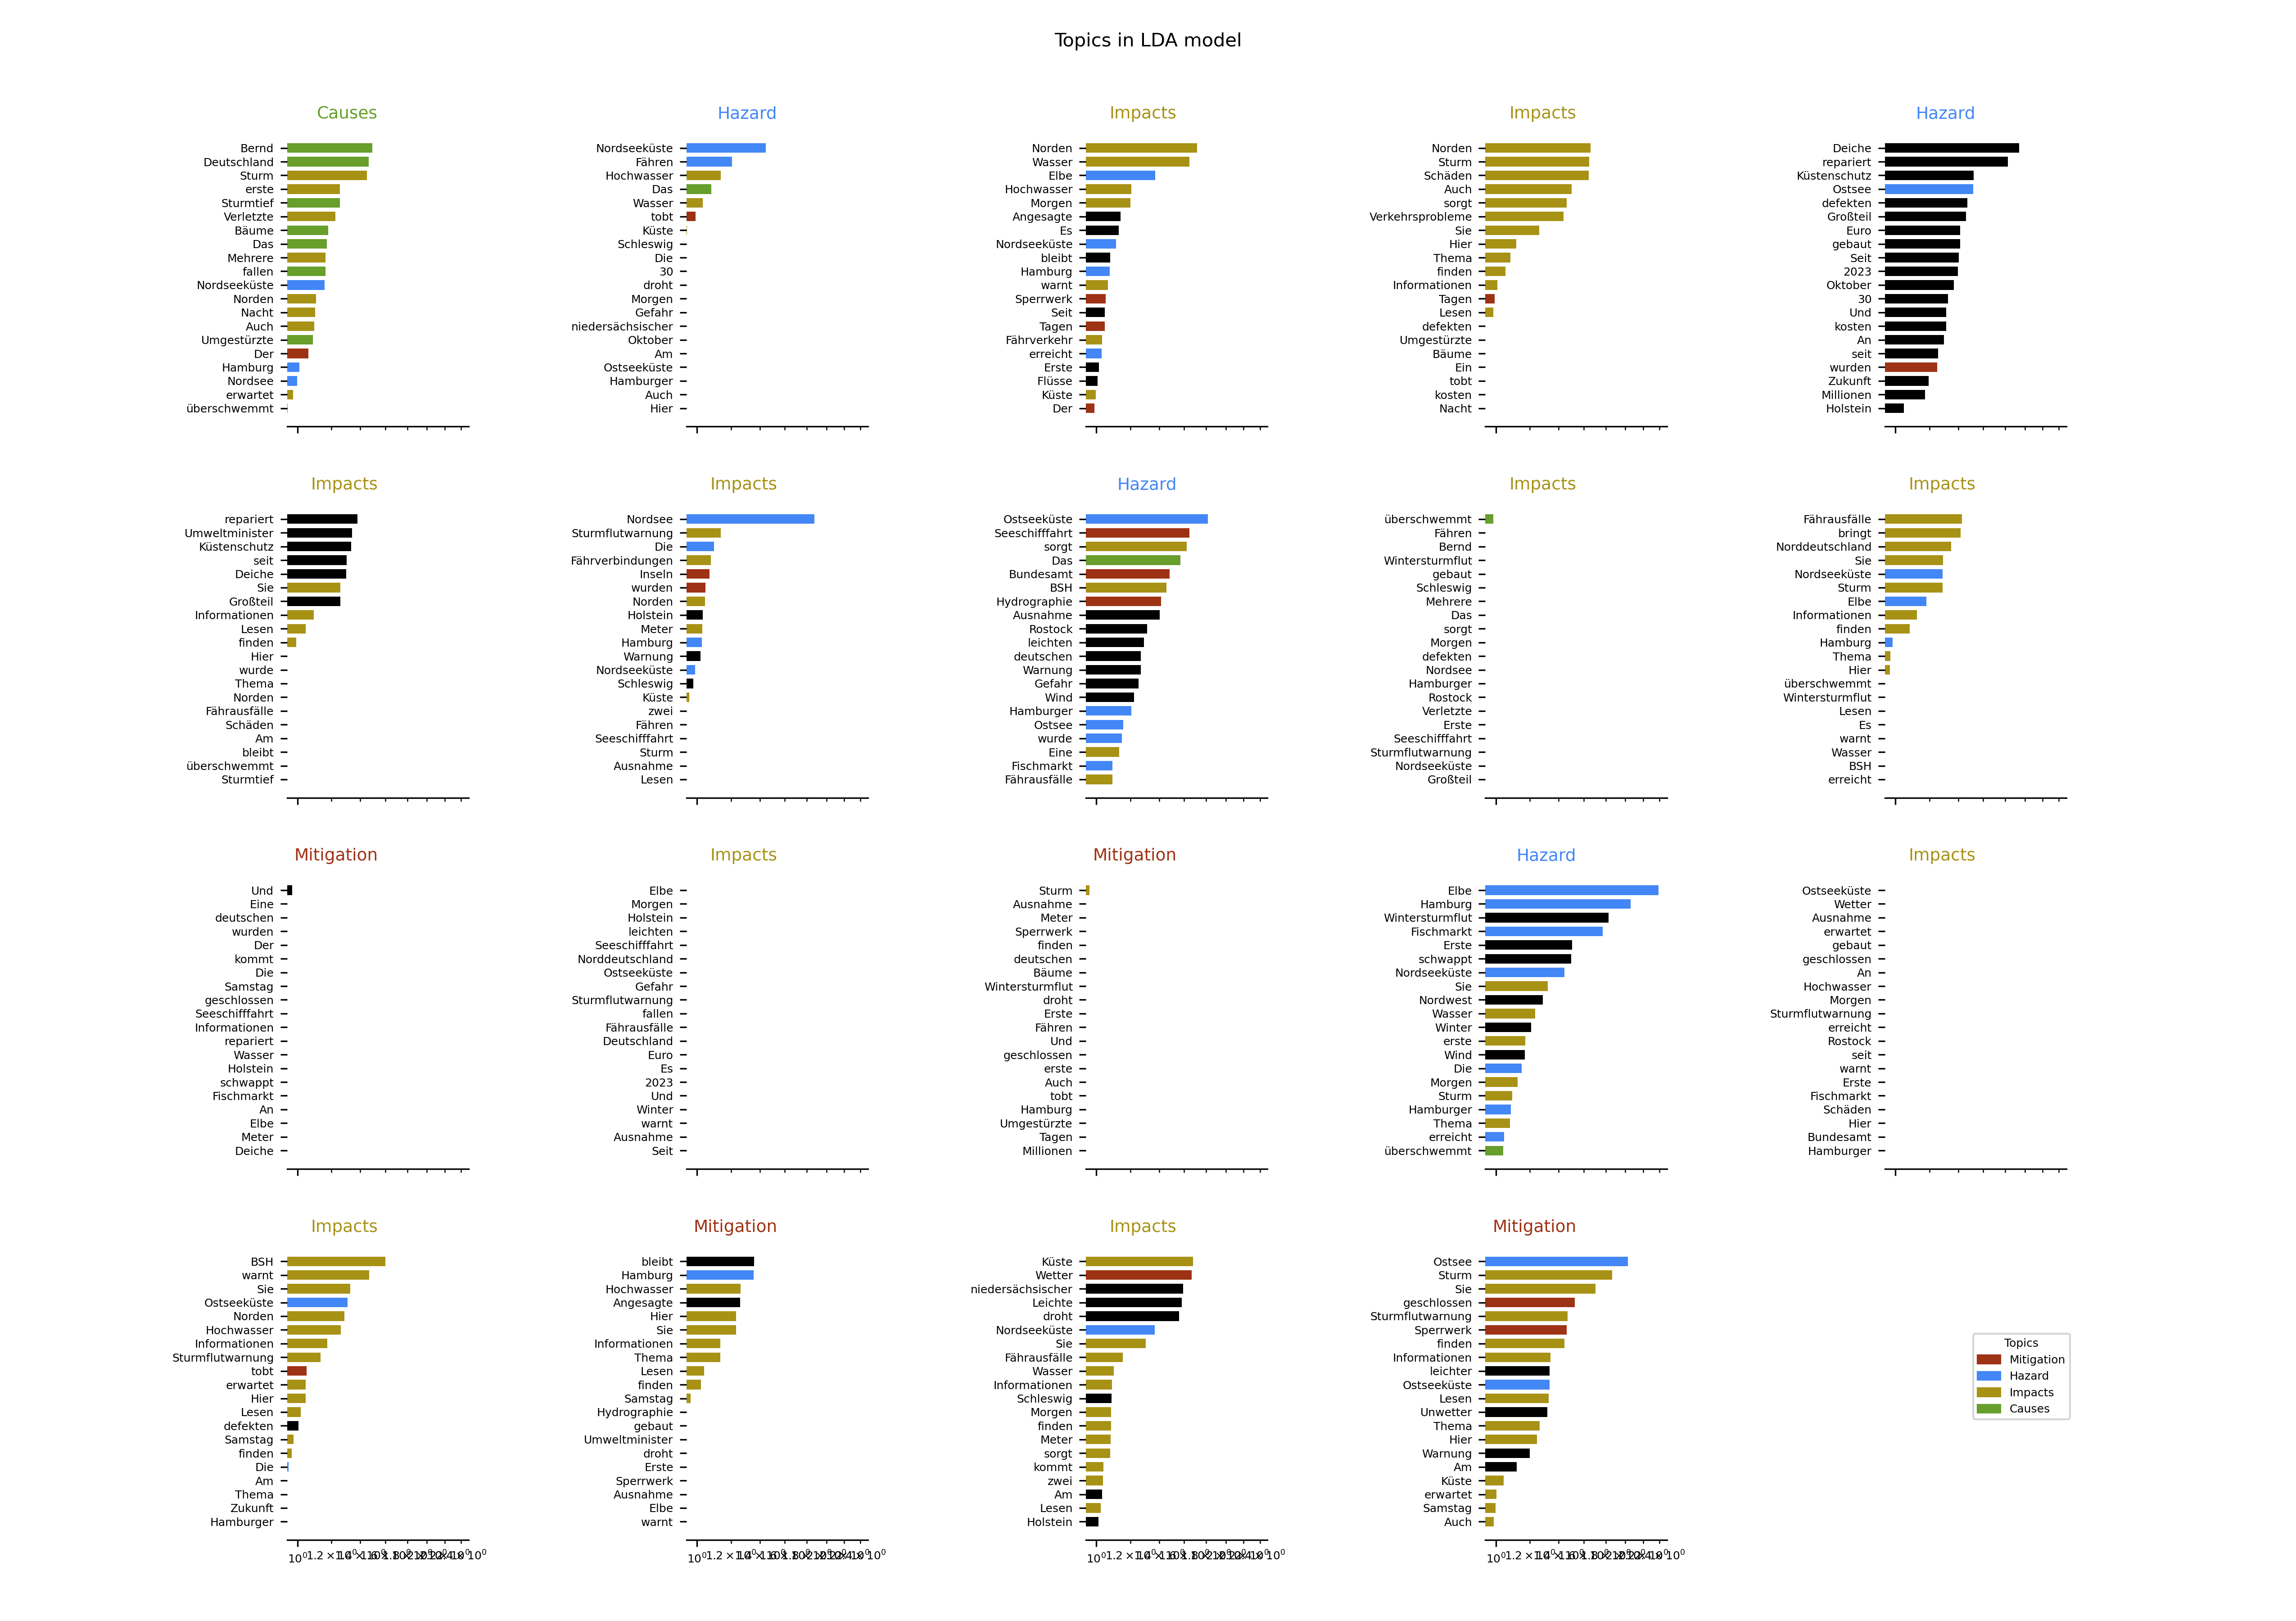 Topics in LDA model
Causes
Bernd
Deutschland
Sturm
erste
Sturmtief
Verletzte
Bäume
Das
Mehrere
fallen
Nordseeküste
Norden
Nacht
Auch
Umgestürzte
Der
Hamburg
Nordsee
erwartet
überschwemmt
Hazard
Nordseeküste
Fähren
Hochwasser
Das
Wasser
tobt
Küste
Schleswig
Die
30
droht
Morgen
Gefahr
niedersächsischer
Oktober
Am
Ostseeküste
Hamburger
Auch
Hier
Impacts
Norden
Wasser
Elbe
Hochwasser
Morgen
Angesagte
Es
Nordseeküste
bleibt
Hamburg
warnt
Sperrwerk
Seit
Tagen
Fährverkehr
erreicht
Erste
Flüsse
Küste
Der
Impacts
Norden
Sturm
Schäden
Auch
sorgt
Verkehrsprobleme
Sie
Hier
Thema
finden
Informationen
Tagen
Lesen
defekten
Umgestürzte
Bäume
Ein
tobt
kosten
Nacht
Hazard
Deiche
repariert
Küstenschutz
Ostsee
defekten
Großteil
Euro
gebaut
Seit
2023
Oktober
30
Und
kosten
An
seit
wurden
Zukunft
Millionen
Holstein
Impacts
repariert
Umweltminister
Küstenschutz
seit
Deiche
Sie
Großteil
Informationen
Lesen
finden
Hier
wurde
Thema
Norden
Fährausfälle
Schäden
Am
bleibt
überschwemmt
Sturmtief
Impacts
Nordsee
Sturmflutwarnung
Die
Fährverbindungen
Inseln
wurden
Norden
Holstein
Meter
Hamburg
Warnung
Nordseeküste
Schleswig
Küste
zwei
Fähren
Seeschifffahrt
Sturm
Ausnahme
Lesen
Hazard
Ostseeküste
Seeschifffahrt
sorgt
Das
Bundesamt
BSH
Hydrographie
Ausnahme
Rostock
leichten
deutschen
Warnung
Gefahr
Wind
Hamburger
Ostsee
wurde
Eine
Fischmarkt
Fährausfälle
Impacts
überschwemmt
Fähren
Bernd
Wintersturmflut
gebaut
Schleswig
Mehrere
Das
sorgt
Morgen
defekten
Nordsee
Hamburger
Rostock
Verletzte
Erste
Seeschifffahrt
Sturmflutwarnung
Nordseeküste
Großteil
Impacts
Fährausfälle
bringt
Norddeutschland
Sie
Nordseeküste
Sturm
Elbe
Informationen
finden
Hamburg
Thema
Hier
überschwemmt
Wintersturmflut
Lesen
Es
warnt
Wasser
BSH
erreicht
Mitigation
Und
Eine
deutschen
wurden
Der
kommt
Die
Samstag
geschlossen
Seeschifffahrt
Informationen
repariert
Wasser
Holstein
schwappt
Fischmarkt
An
Elbe
Meter
Deiche
Impacts
Elbe
Morgen
Holstein
leichten
Seeschifffahrt
Norddeutschland
Ostseeküste
Gefahr
Sturmflutwarnung
fallen
Fährausfälle
Deutschland
Euro
Es
2023
Und
Winter
warnt
Ausnahme
Seit
Mitigation
Sturm
Ausnahme
Meter
Sperrwerk
finden
deutschen
Bäume
Wintersturmflut
droht
Erste
Fähren
Und
geschlossen
erste
Auch
tobt
Hamburg
Umgestürzte
Tagen
Millionen
Hazard
Elbe
Hamburg
Wintersturmflut
Fischmarkt
Erste
schwappt
Nordseeküste
Sie
Nordwest
Wasser
Winter
erste
Wind
Die
Morgen
Sturm
Hamburger
Thema
erreicht
überschwemmt
Impacts
Ostseeküste
Wetter
Ausnahme
erwartet
gebaut
geschlossen
An
Hochwasser
Morgen
Sturmflutwarnung
erreicht
Rostock
seit
warnt
Erste
Fischmarkt
Schäden
Hier
Bundesamt
Hamburger
Impacts
BSH
warnt
Sie
Ostseeküste
Norden
Hochwasser
Informationen
Sturmflutwarnung
tobt
erwartet
Hier
Lesen
defekten
Samstag
finden
Die
Am
Thema
Zukunft
Hamburger
Mitigation
bleibt
Hamburg
Hochwasser
Angesagte
Hier
Sie
Informationen
Thema
Lesen
finden
Samstag
Hydrographie
gebaut
Umweltminister
droht
Erste
Sperrwerk
Ausnahme
Elbe
warnt
Impacts
Küste
Wetter
niedersächsischer
Leichte
droht
Nordseeküste
Sie
Fährausfälle
Wasser
Informationen
Schleswig
Morgen
finden
Meter
sorgt
kommt
zwei
Am
Lesen
Holstein
Mitigation
Ostsee
Sturm
Sie
geschlossen
Sturmflutwarnung
Sperrwerk
finden
Informationen
leichter
Ostseeküste
Lesen
Unwetter
Thema
Hier
Warnung
Am
Küste
erwartet
Samstag
Auch
Topics
Mitigation
Hazard
Impacts
Causes
10⁰
10⁰
10⁰
10⁰